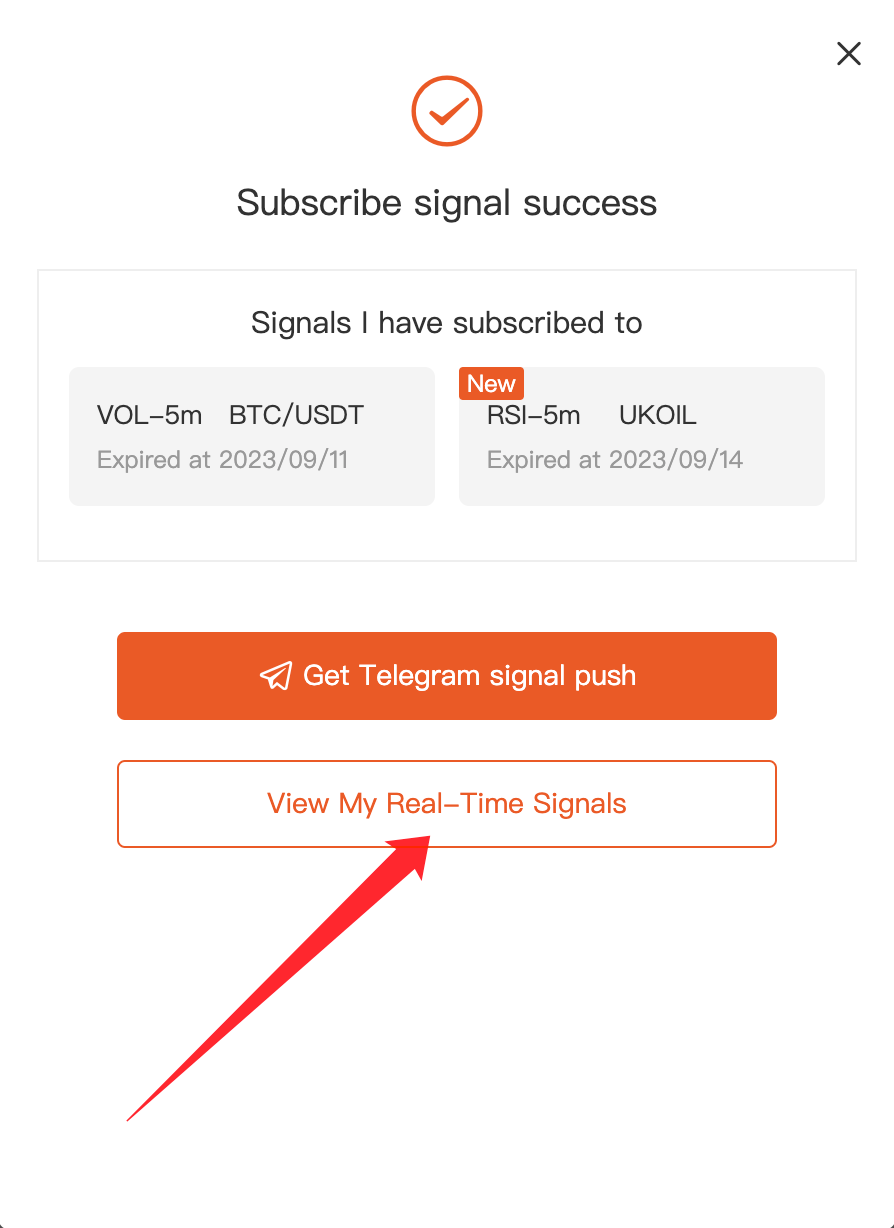 Subscribe signal success
Signals I have subscribed to
VOL-5m BTC/USDT
Expired at 2023/09/11
New
RSI-5m UKOIL
Expired at 2023/09/14
Get Telegram signal push
View My Real-Time Signals